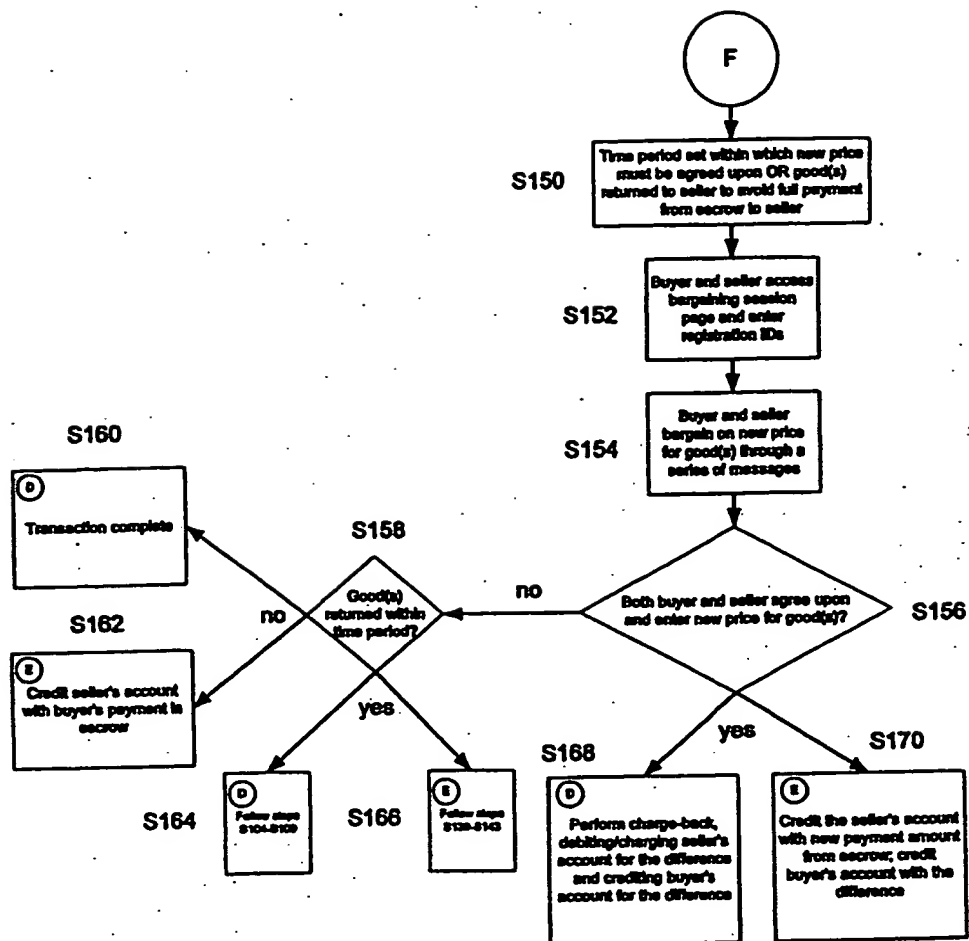 F
S150
Time period set within which new price
must be agreed upon OR good(s)
returned to seller to avoid full payment
from escrow to seller
S152
Buyer and seller access
bargaining session
page and enter
registration IDs
S154
Buyer and seller
bargain on new price
for good(s) through a
series of messages
S160
D
Transaction complete
S158
Good(s)
returned within
time period?
no
no
Both buyer and seller agree upon
and enter new price for good(s)?
S156
S162
E
Credit seller's account
with buyer's payment in
escrow
yes
yes
S164
D
Follow steps
S166
E
Follow steps
S168
D
Perform charge-back,
debiting/charging seller's
account for the difference
and crediting buyer's
account for the difference
S170
E
Credit the seller's account
with new payment amount
from escrow; credit
buyer's account with the
difference